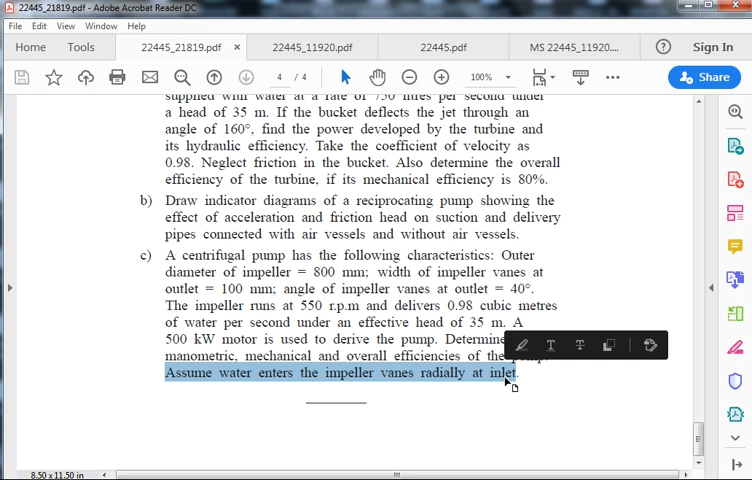 22445_21819.pdf - Adobe Acrobat Reader DC
File Edit View Window Help
Home Tools 22445_21819.pdf × 22445_11920.pdf 22445.pdf MS 22445_11920.... Sign In
4 / 4 100% Share
supplied with water at a rate of 750 litres per second under
a head of 35 m. If the bucket deflects the jet through an
angle of 160°, find the power developed by the turbine and
its hydraulic efficiency. Take the coefficient of velocity as
0.98. Neglect friction in the bucket. Also determine the overall
efficiency of the turbine, if its mechanical efficiency is 80%.
b) Draw indicator diagrams of a reciprocating pump showing the
effect of acceleration and friction head on suction and delivery
pipes connected with air vessels and without air vessels.
c) A centrifugal pump has the following characteristics: Outer
diameter of impeller = 800 mm; width of impeller vanes at
outlet = 100 mm; angle of impeller vanes at outlet = 40°.
The impeller runs at 550 r.p.m and delivers 0.98 cubic metres
of water per second under an effective head of 35 m. A
500 kW motor is used to derive the pump. Determine
manometric, mechanical and overall efficiencies of the pump.
Assume water enters the impeller vanes radially at inlet.
8.50 x 11.50 in